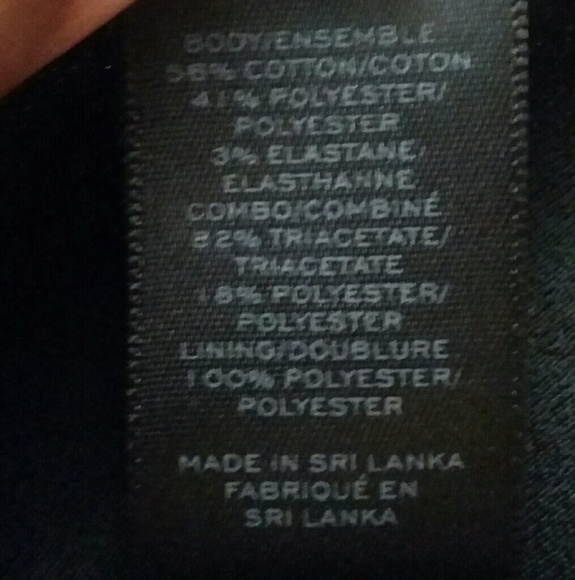 BODY/ENSEMBLE
56% COTTON/COTON
41% POLYESTER/
POLYESTER
3% ELASTANE/
ELASTHANNE
COMBO/COMBINÉ
82% TRIACETATE/
TRIACETATE
18% POLYESTER/
POLYESTER
LINING/DOUBLURE
100% POLYESTER/
POLYESTER
MADE IN SRI LANKA
FABRIQUÉ EN
SRI LANKA